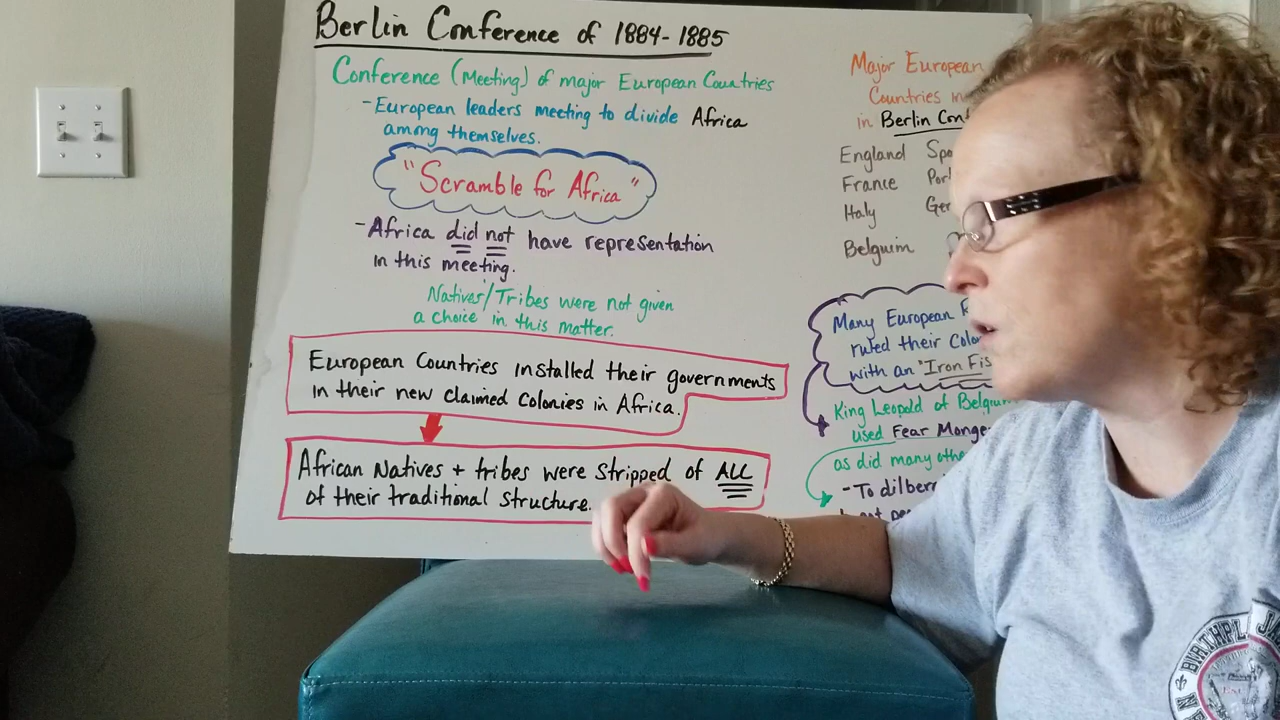 Berlin Conference of 1884-1885
Conference (Meeting) of major European Countries
-European leaders meeting to divide Africa
among themselves.
"Scramble for Africa"
-Africa did not have representation
in this meeting.
Natives/Tribes were not given
a choice in this matter.
European Countries installed their governments
in their new claimed colonies in Africa.
African Natives + tribes were stripped of ALL
of their traditional structure.
Major European
Countries
in Berlin
England
France
Italy
Belguim
Many European
ruled their
with an "Iron
King Leopold of
used Fear
as did many
-To